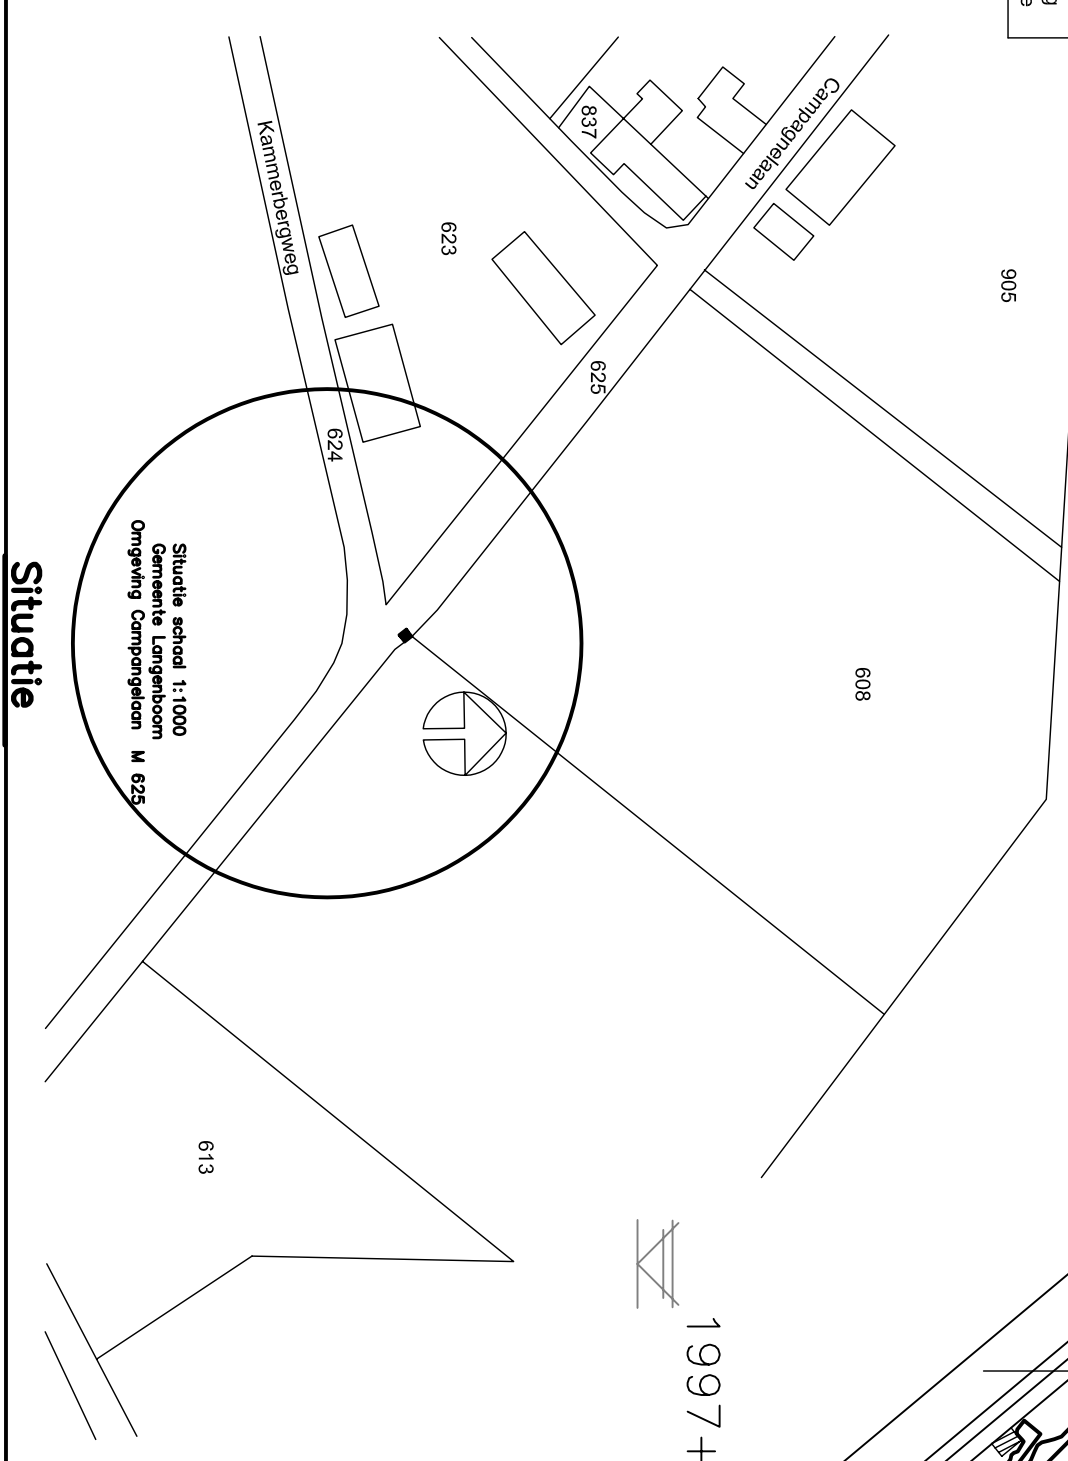 Campagnelaan
837
905
Kammerbergweg
623
625
624
608
Situatie schaal 1:1000
Gemeente Langenboom
Omgeving Campangelaan M 625
Situatie
613
1997+